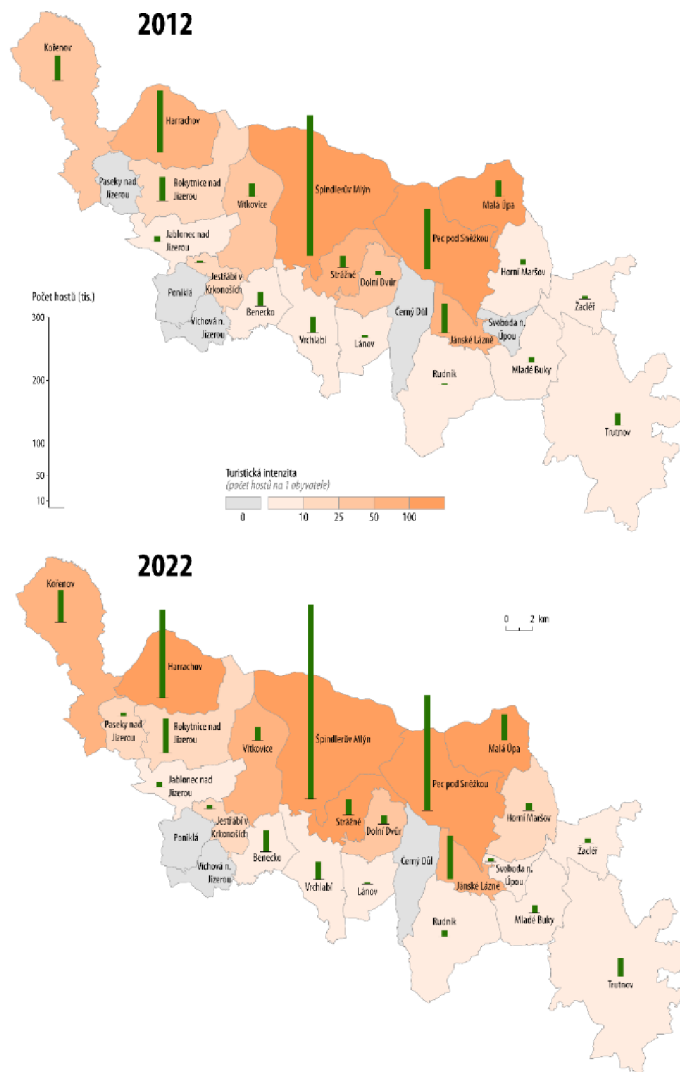 2012
Kořenov
Harrachov
Paseky nad
Jizerou
Rokytnice nad
Jizerou
Vítkovice
Špindlerův Mlýn
Malá Úpa
Pec pod Sněžkou
Jablonec nad
Jizerou
Strážné
Dolní Dvůr
Horní Maršov
Jestřábí v
Krkonoších
Poniklá
Benecko
Černý Důl
Žacléř
Víchová n.
Jizerou
Vrchlabí
Lánov
Janské Lázně
Svoboda n.
Úpou
Mladé Buky
Rudník
Trutnov
Počet hostů (tis.)
300
200
100
50
10
Turistická intenzita
(počet hostů na 1 obyvatele)
0 10 25 50 100
2022
0 2 km
Kořenov
Harrachov
Paseky nad
Jizerou
Rokytnice nad
Jizerou
Vítkovice
Špindlerův Mlýn
Malá Úpa
Pec pod Sněžkou
Jablonec nad
Jizerou
Strážné
Dolní Dvůr
Horní Maršov
Jestřábí v
Krkonoších
Poniklá
Benecko
Černý Důl
Žacléř
Víchová n.
Jizerou
Vrchlabí
Lánov
Janské Lázně
Svoboda n.
Úpou
Mladé Buky
Rudník
Trutnov